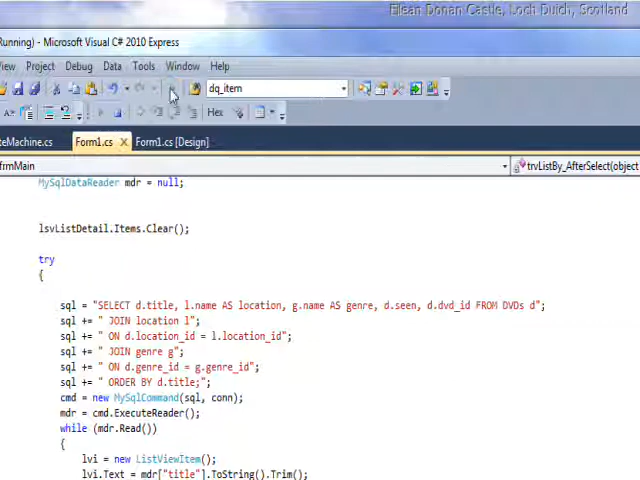 Eilean Donan Castle, Loch Duich, Scotland
Running) - Microsoft Visual C# 2010 Express
View Project Debug Data Tools Window Help
dq_item
Hex
teMachine.cs Form1.cs X Form1.cs [Design]
frmMain trvListBy_AfterSelect(object
MySqlDataReader mdr = null;
lsvListDetail.Items.Clear();
try
{
sql = "SELECT d.title, l.name AS location, g.name AS genre, d.seen, d.dvd_id FROM DVDs d";
sql += " JOIN location l";
sql += " ON d.location_id = l.location_id";
sql += " JOIN genre g";
sql += " ON d.genre_id = g.genre_id";
sql += " ORDER BY d.title;";
cmd = new MySqlCommand(sql, conn);
mdr = cmd.ExecuteReader();
while (mdr.Read())
{
lvi = new ListViewItem();
lvi.Text = mdr["title"].ToString().Trim();